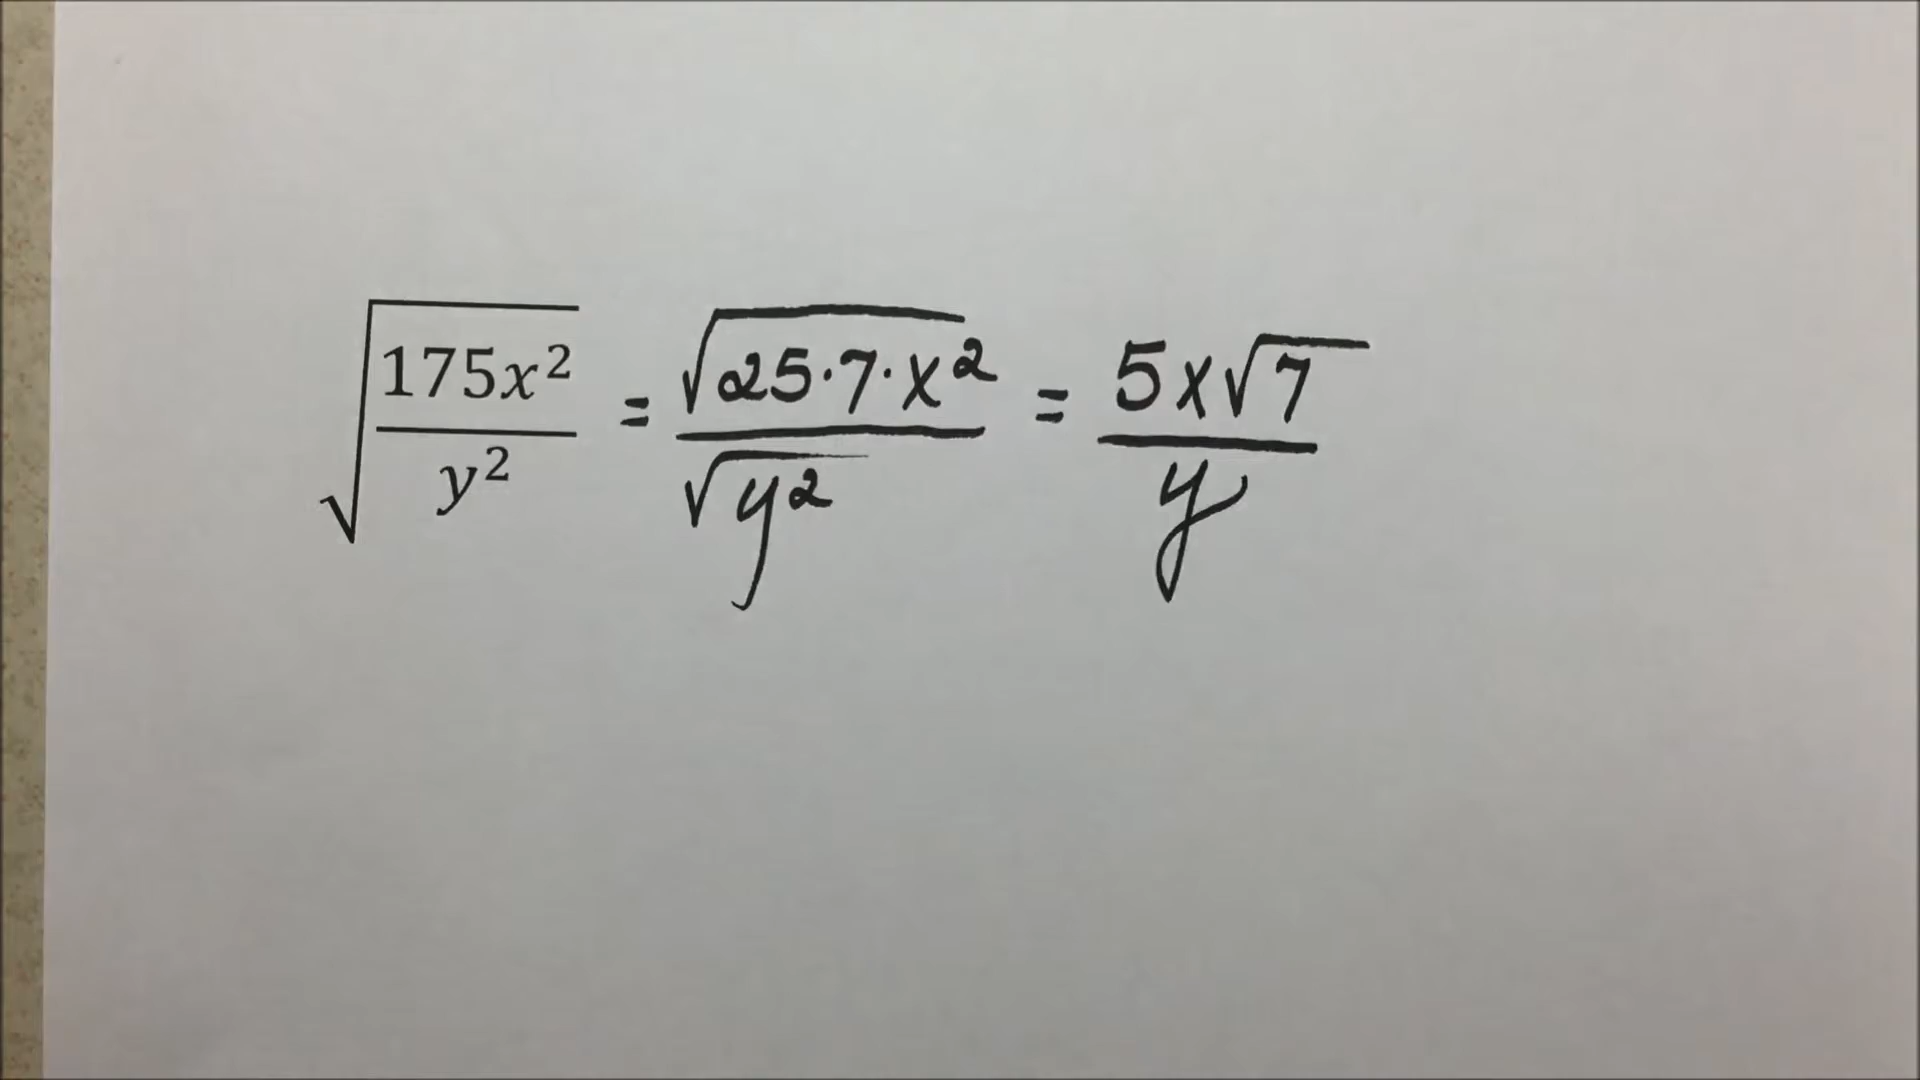 √(175x²/y²) = √(25·7·x²)/√(y²) = 5x√7/y